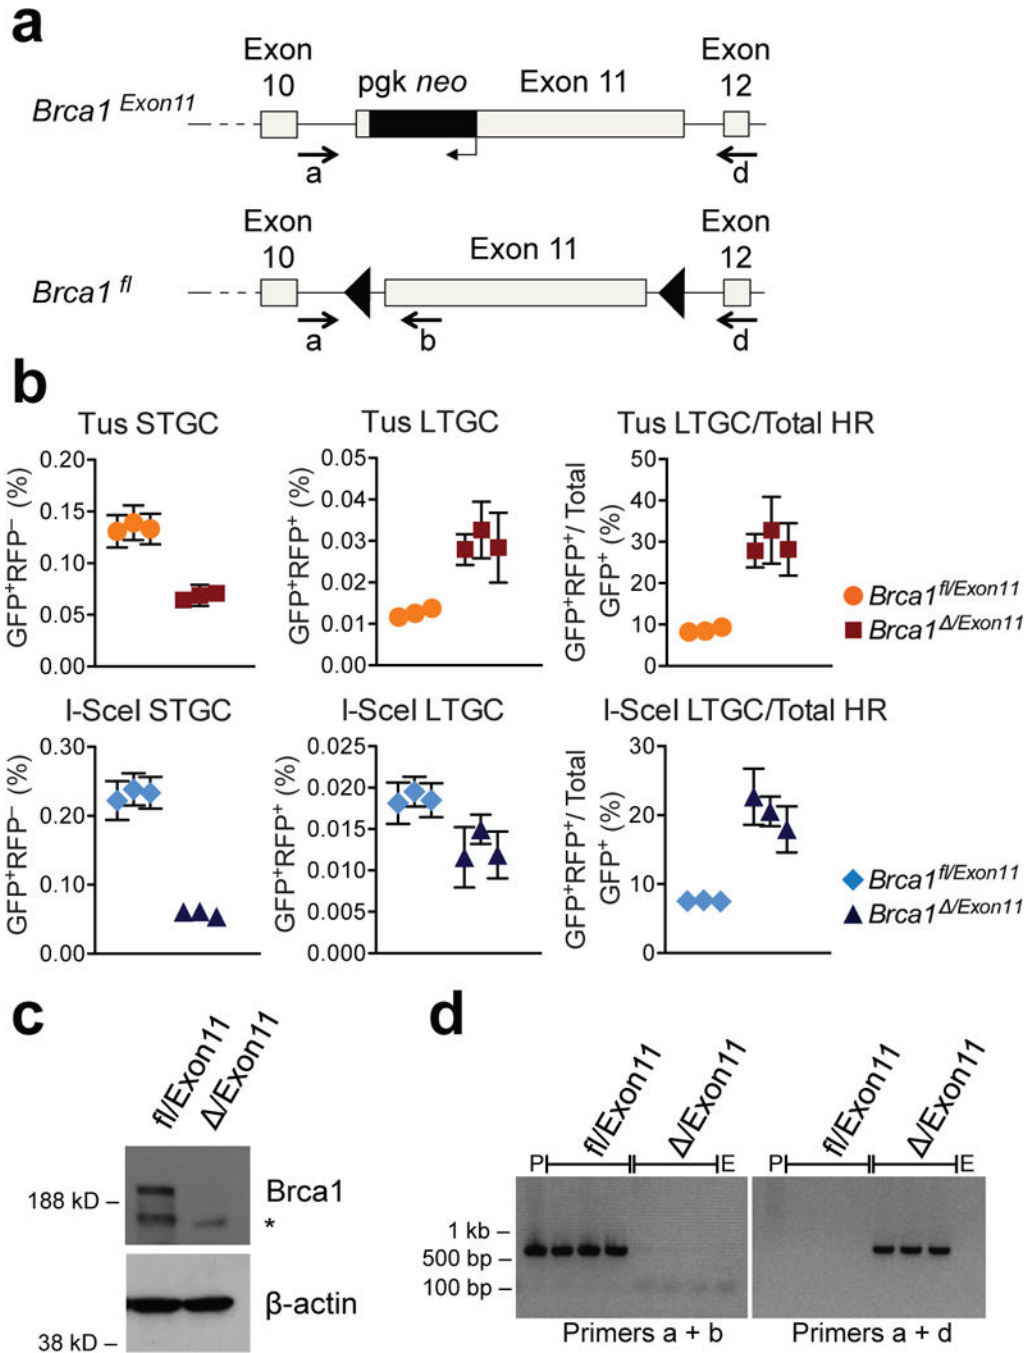 a
Exon 10
pgk neo
Exon 11
Exon 12
Brca1 Exon11
a
d
Exon 10
Exon 11
Exon 12
Brca1 fl
a
b
d
b
Tus STGC
GFP+RFP– (%)
0.20
0.15
0.10
0.05
0.00
Tus LTGC
GFP+RFP+ (%)
0.05
0.04
0.03
0.02
0.01
0.00
Tus LTGC/Total HR
GFP+RFP+/ Total
GFP+ (%)
50
40
30
20
10
0
Brca1 fl/Exon11
Brca1 Δ/Exon11
I-SceI STGC
GFP+RFP– (%)
0.30
0.20
0.10
0.00
I-SceI LTGC
GFP+RFP+ (%)
0.025
0.020
0.015
0.010
0.005
0.000
I-SceI LTGC/Total HR
GFP+RFP+/ Total
GFP+ (%)
30
20
10
0
Brca1 fl/Exon11
Brca1 Δ/Exon11
c
fl/Exon11
Δ/Exon11
188 kD –
Brca1
*
β-actin
38 kD –
d
fl/Exon11
Δ/Exon11
P
E
1 kb –
500 bp –
100 bp –
Primers a + b
fl/Exon11
Δ/Exon11
P
E
Primers a + d